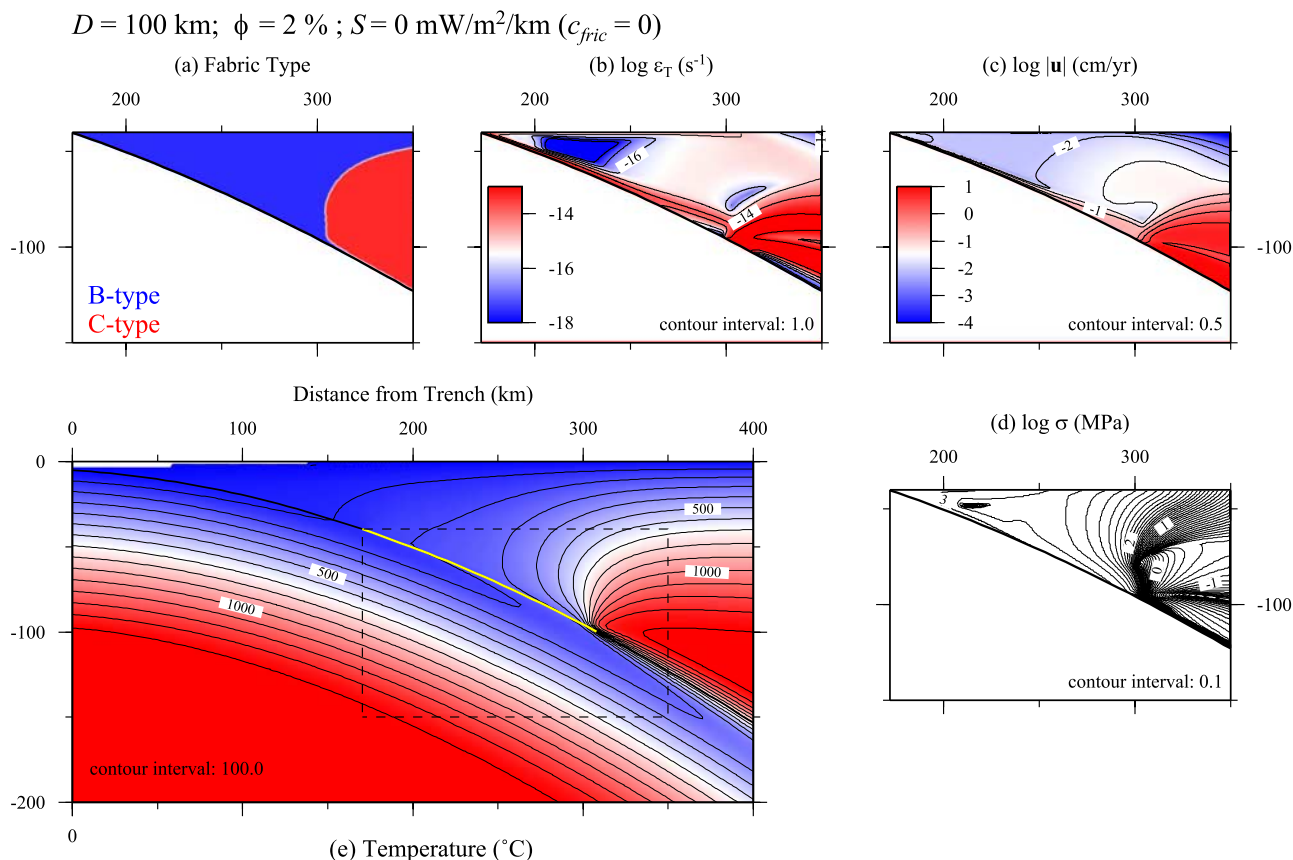 D = 100 km; ϕ = 2 % ; S = 0 mW/m²/km (c_fric = 0)
(a) Fabric Type
(b) log ε_T (s⁻¹)
(c) log |u| (cm/yr)
200 300
200 300
200 300
-100
B-type
C-type
-16
-14
-14
-16
-18
contour interval: 1.0
-2
-1
1
0
-1
-2
-3
-4
contour interval: 0.5
-100
Distance from Trench (km)
0 100 200 300 400
0
-100
-200
500
500
1000
1000
contour interval: 100.0
0
(e) Temperature (˚C)
(d) log σ (MPa)
200 300
3
2
1
0
-1
-100
contour interval: 0.1